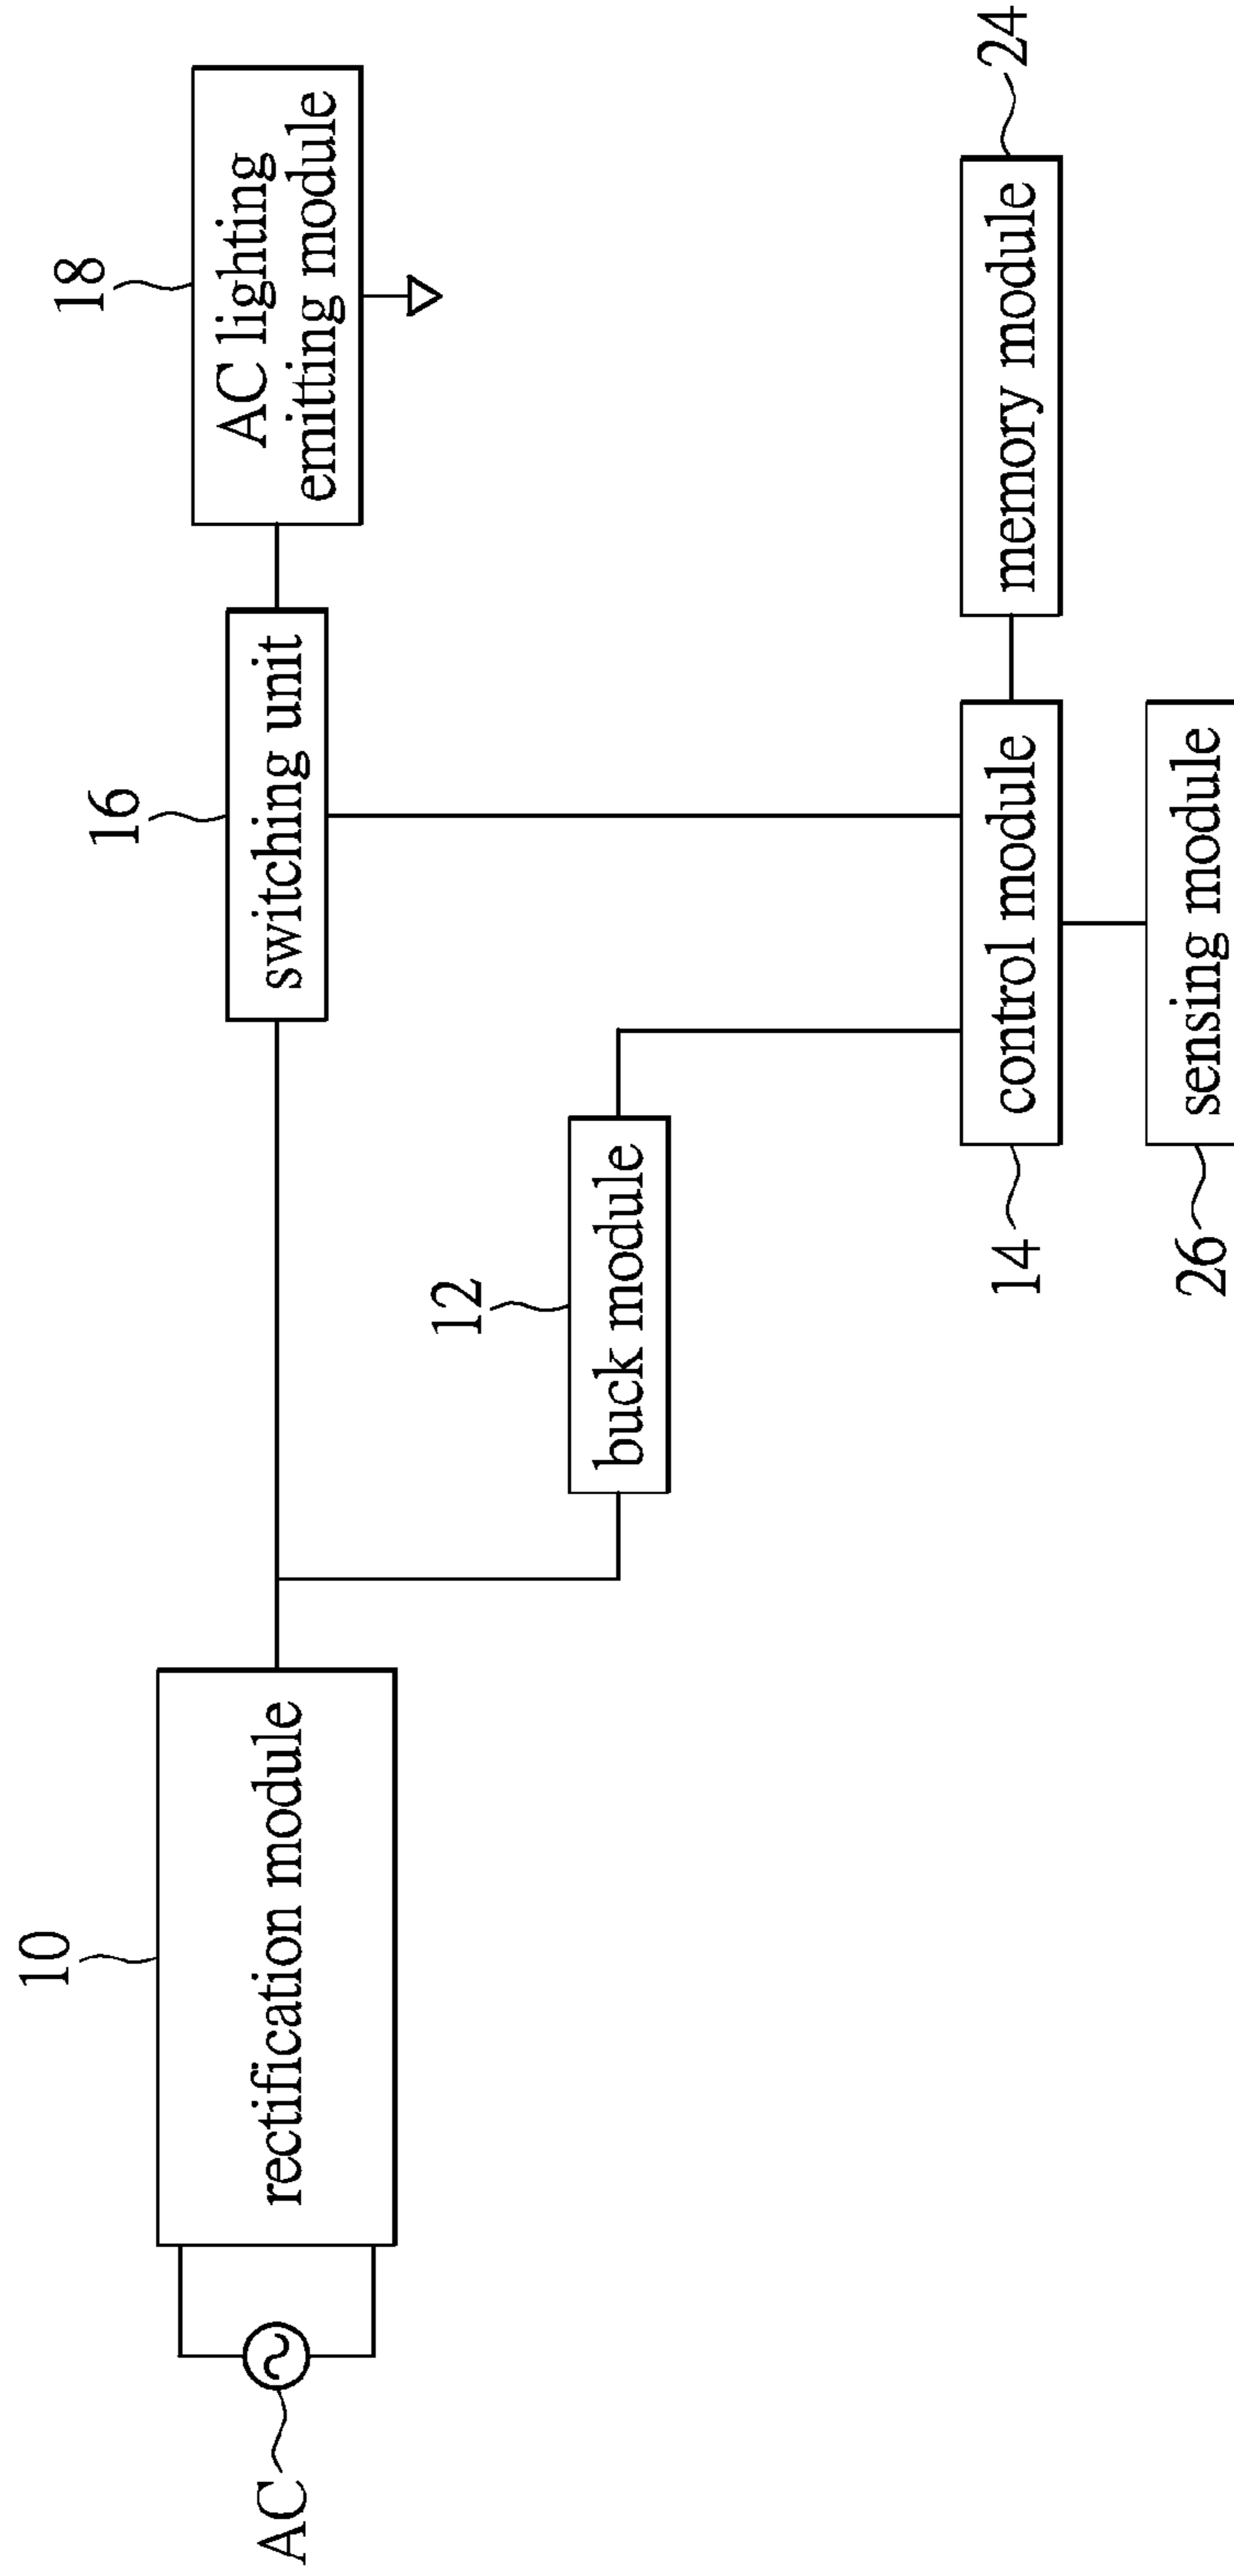 10
rectification module
AC
12
buck module
16
switching unit
18
AC lighting
emitting module
14
control module
memory module
24
26
sensing module